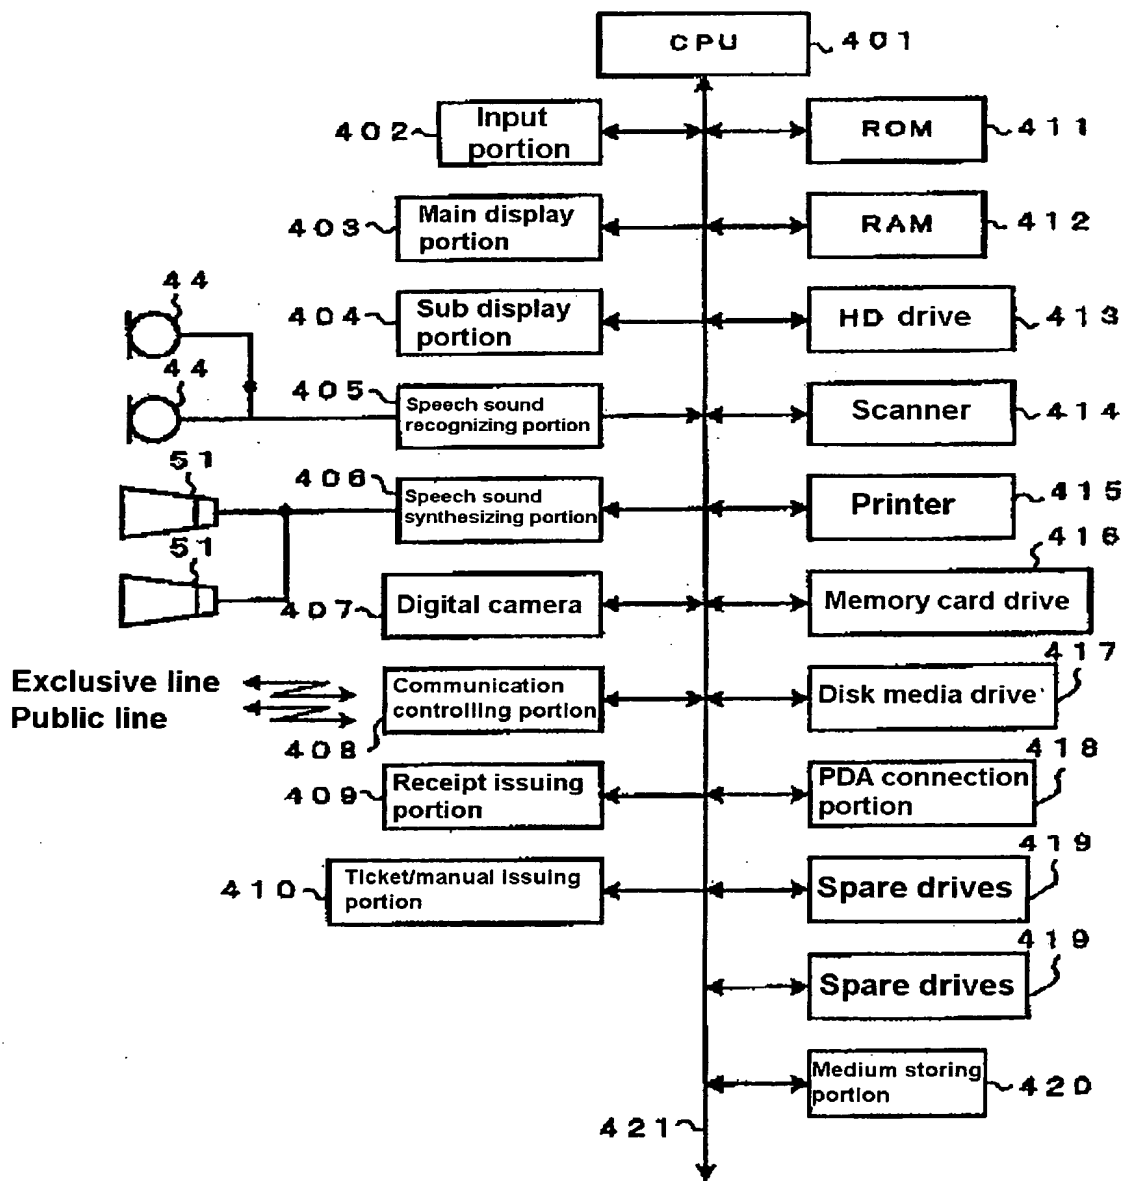 CPU
401
402
Input
portion
ROM
411
403
Main display
portion
RAM
412
44
404
Sub display
portion
HD drive
413
44
405
Speech sound
recognizing portion
Scanner
414
51
406
Speech sound
synthesizing portion
Printer
415
51
407
Digital camera
416
Memory card drive
Exclusive line
Public line
Communication
controlling portion
408
417
Disk media drive
409
Receipt issuing
portion
418
PDA connection
portion
410
Ticket/manual issuing
portion
419
Spare drives
419
Spare drives
Medium storing
portion
420
421